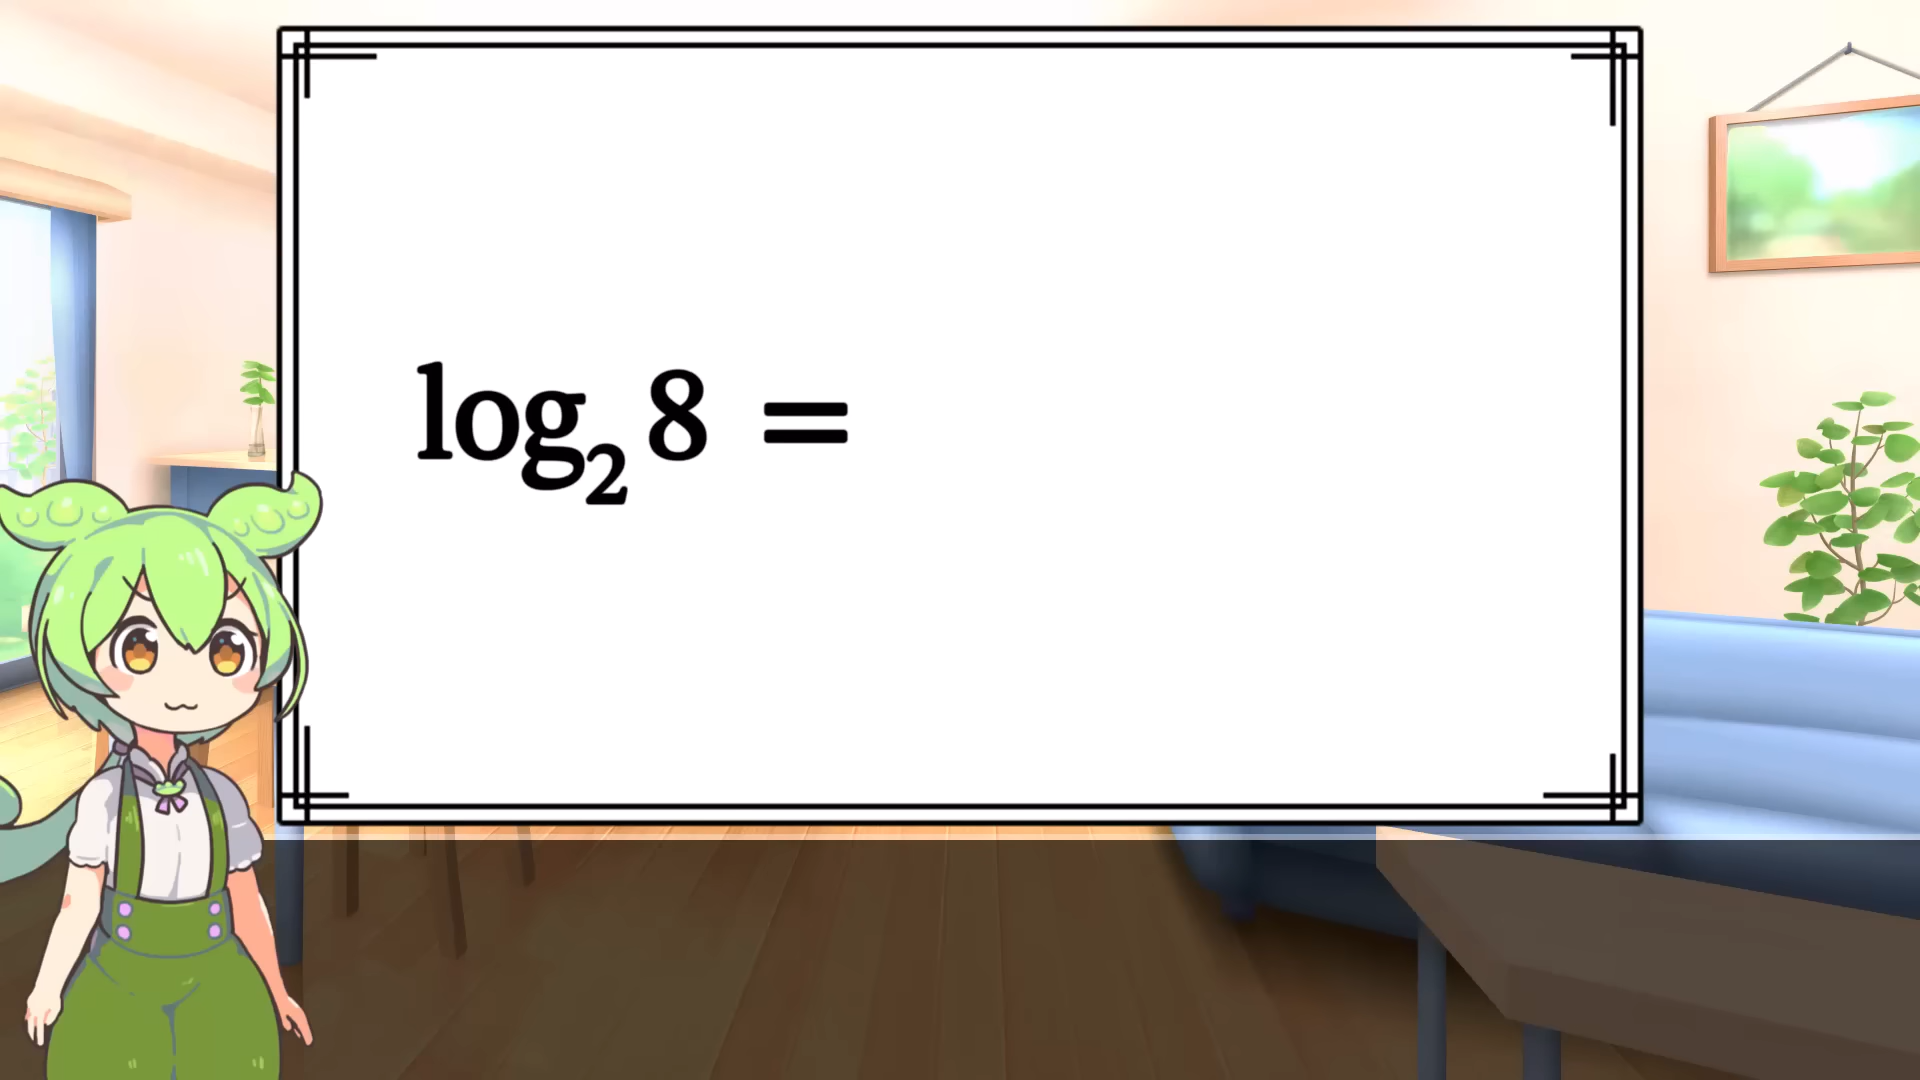 log₂ 8 =